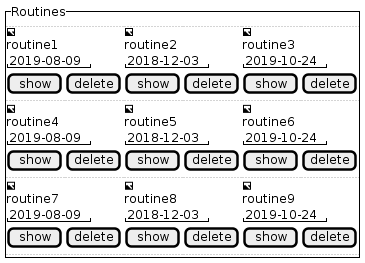 Routines
routine1 routine2 routine3
2019-08-09 2018-12-03 2019-10-24
show delete show delete show delete
routine4 routine5 routine6
2019-08-09 2018-12-03 2019-10-24
show delete show delete show delete
routine7 routine8 routine9
2019-08-09 2018-12-03 2019-10-24
show delete show delete show delete